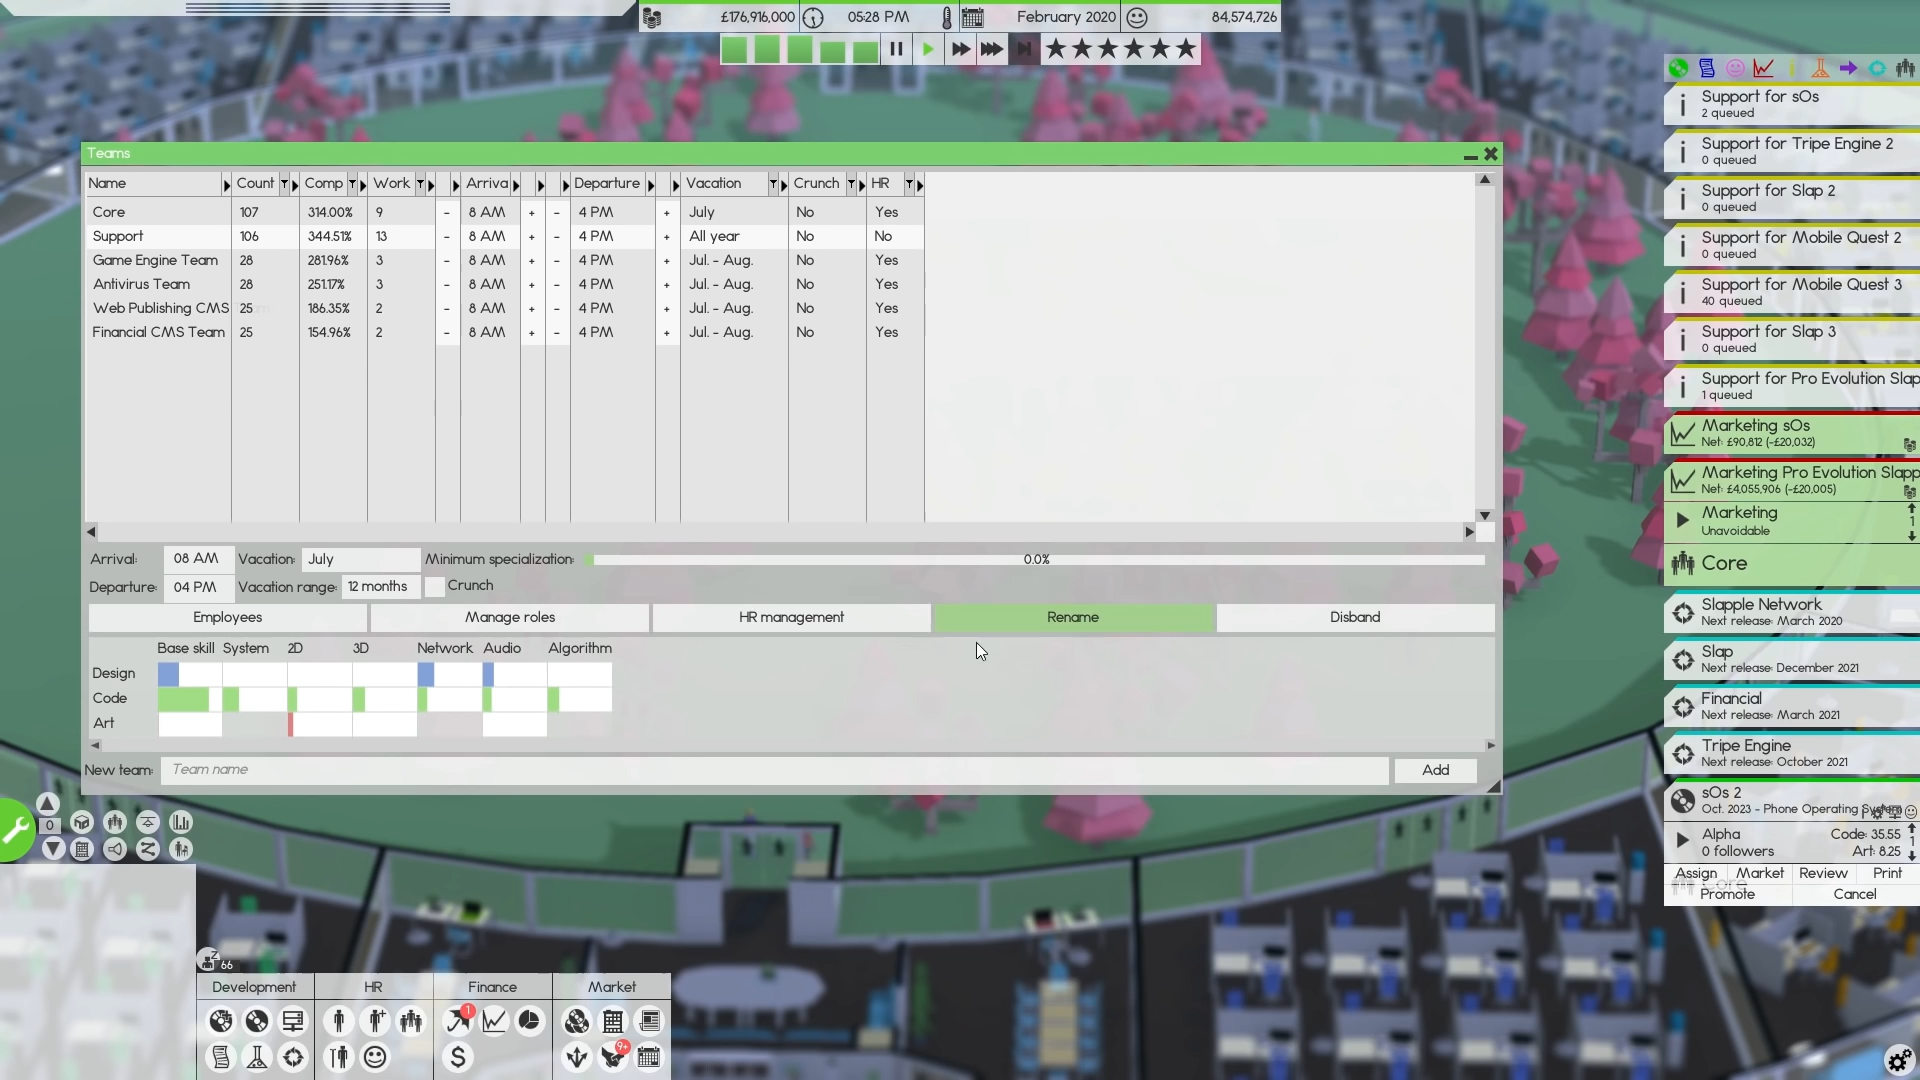 £176,916,000
05:28 PM
February 2020
84,574,726
Teams
Name Count Comp Work Arriva Departure Vacation Crunch HR
Core 107 314.00% 9 - 8 AM + - 4 PM + July No Yes
Support 106 344.51% 13 - 8 AM + - 4 PM + All year No No
Game Engine Team 28 281.96% 3 - 8 AM + - 4 PM + Jul. - Aug. No Yes
Antivirus Team 28 251.17% 3 - 8 AM + - 4 PM + Jul. - Aug. No Yes
Web Publishing CMS 25 186.35% 2 - 8 AM + - 4 PM + Jul. - Aug. No Yes
Financial CMS Team 25 154.96% 2 - 8 AM + - 4 PM + Jul. - Aug. No Yes
Arrival: 08 AM Vacation: July Minimum specialization: 0.0%
Departure: 04 PM Vacation range: 12 months Crunch
Employees Manage roles HR management Rename Disband
Base skill System 2D 3D Network Audio Algorithm
Design
Code
Art
New team: Team name Add
Support for sOs
2 queued
Support for Tripe Engine 2
0 queued
Support for Slap 2
0 queued
Support for Mobile Quest 2
0 queued
Support for Mobile Quest 3
40 queued
Support for Slap 3
0 queued
Support for Pro Evolution Slap
1 queued
Marketing sOs
Net: £90,812 (-£20,032)
Marketing Pro Evolution Slapp
Net: £4,055,906 (-£20,005)
Marketing
Unavoidable
1
Core
Slapple Network
Next release: March 2020
Slap
Next release: December 2021
Financial
Next release: March 2021
Tripe Engine
Next release: October 2021
sOs 2
Oct. 2023 - Phone Operating System
Alpha Code: 35.55
0 followers Art: 8.25
1
Assign Market Review Print
Core
Promote Cancel
0
z
66
Development HR Finance Market
1
$
9+